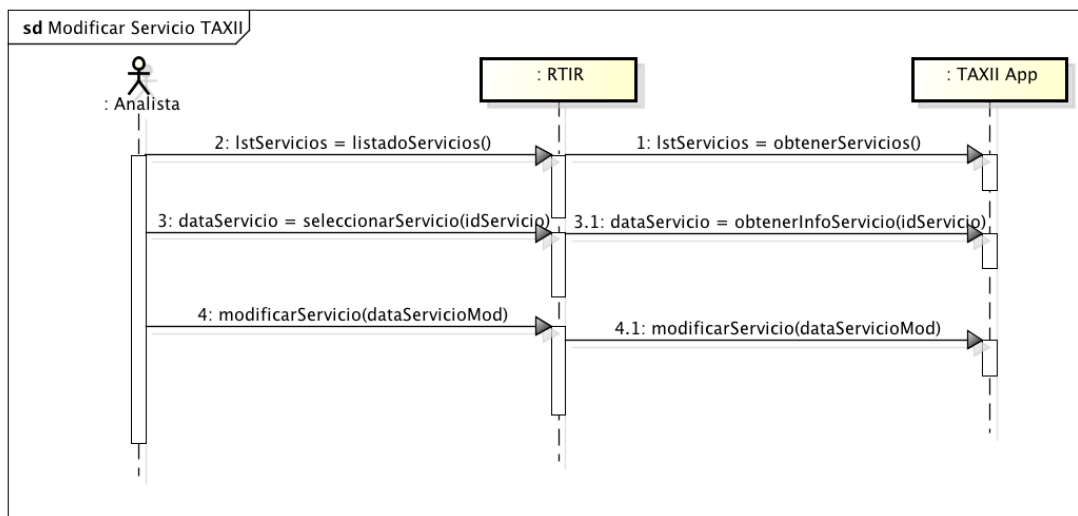 sd Modificar Servicio TAXII
: Analista
: RTIR
: TAXII App
2: lstServicios = listadoServicios()
1: lstServicios = obtenerServicios()
3: dataServicio = seleccionarServicio(idServicio)
3.1: dataServicio = obtenerInfoServicio(idServicio)
4: modificarServicio(dataServicioMod)
4.1: modificarServicio(dataServicioMod)